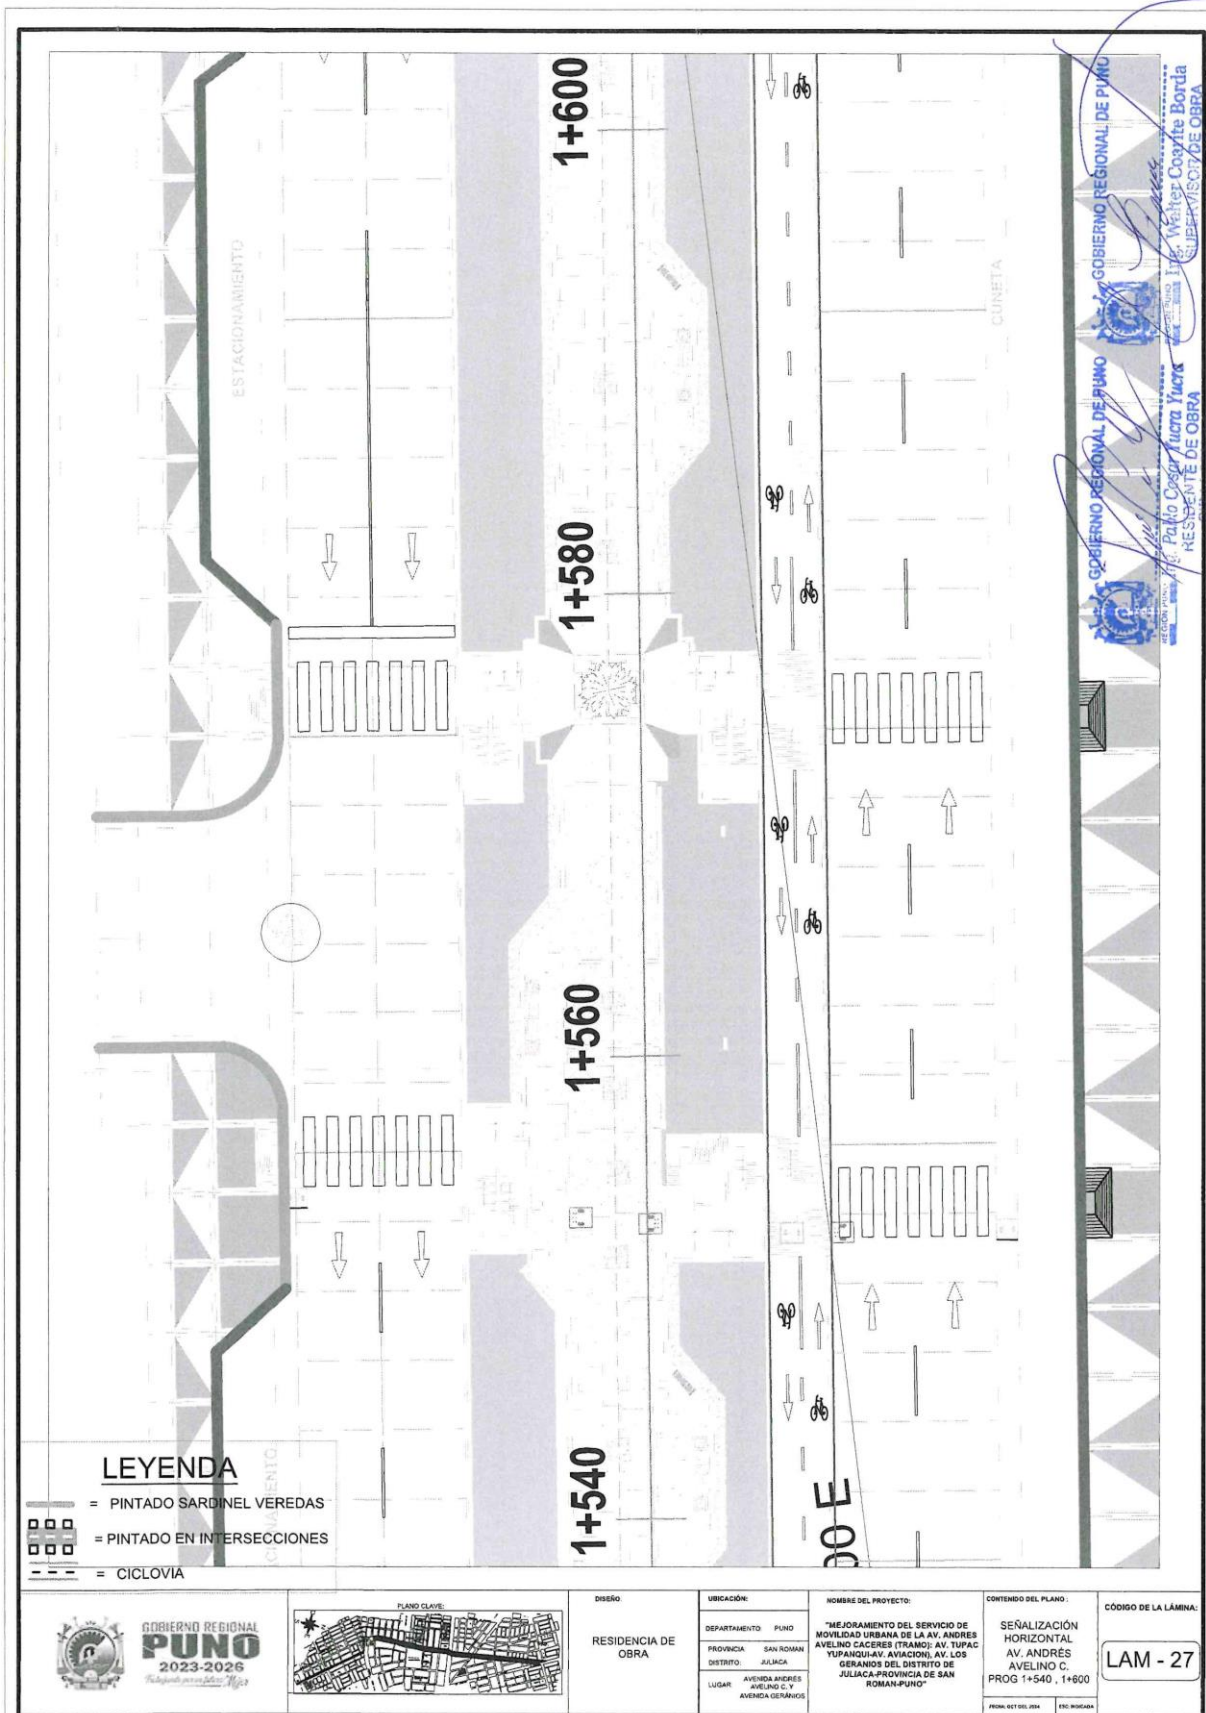 1+600
1+580
1+560
1+540
ESTACIONAMIENTO
CUNETA
00 E
GOBIERNO REGIONAL DE PUNO
Ing. Pablo Cesar Yucra Yucra
RESIDENTE DE OBRA
GOBIERNO REGIONAL DE PUNO
Ing. Walter Coarite Borda
SUPERVISOR DE OBRA
LEYENDA
= PINTADO SARDINEL VEREDAS
= PINTADO EN INTERSECCIONES
= CICLOVIA
GOBIERNO REGIONAL
PUNO
2023-2026
PLANO CLAVE:
DISEÑO
RESIDENCIA DE
OBRA
UBICACIÓN:
DEPARTAMENTO PUNO
PROVINCIA SAN ROMAN
DISTRITO: JULIACA
LUGAR AVENIDA ANDRÉS
AVELINO C. Y
AVENIDA GERÁNIOS
NOMBRE DEL PROYECTO:
"MEJORAMIENTO DEL SERVICIO DE
MOVILIDAD URBANA DE LA AV. ANDRES
AVELINO CACERES (TRAMO): AV. TUPAC
YUPANQUI-AV. AVIACION), AV. LOS
GERANIOS DEL DISTRITO DE
JULIACA-PROVINCIA DE SAN
ROMAN-PUNO"
CONTENIDO DEL PLANO :
SEÑALIZACIÓN
HORIZONTAL
AV. ANDRÉS
AVELINO C.
PROG 1+540 , 1+600
ESC: INDICADA
CÓDIGO DE LA LÁMINA:
LAM - 27